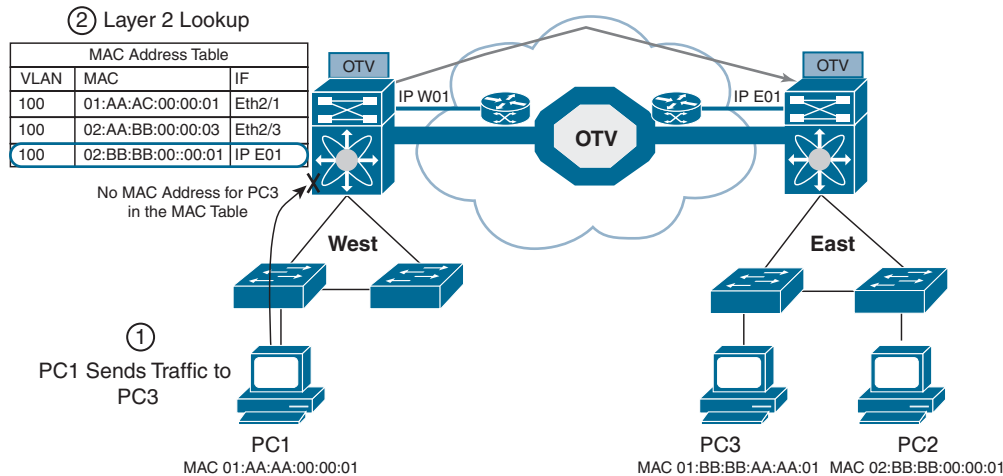 ② Layer 2 Lookup
MAC Address Table
VLAN MAC IF
100 01:AA:AC:00:00:01 Eth2/1
100 02:AA:BB:00:00:03 Eth2/3
100 02:BB:BB:00::00:01 IP E01
No MAC Address for PC3
in the MAC Table
OTV
IP W01
OTV
IP E01
OTV
West
East
①
PC1 Sends Traffic to
PC3
PC1
MAC 01:AA:AA:00:00:01
PC3
MAC 01:BB:BB:AA:AA:01
PC2
MAC 02:BB:BB:00:00:01